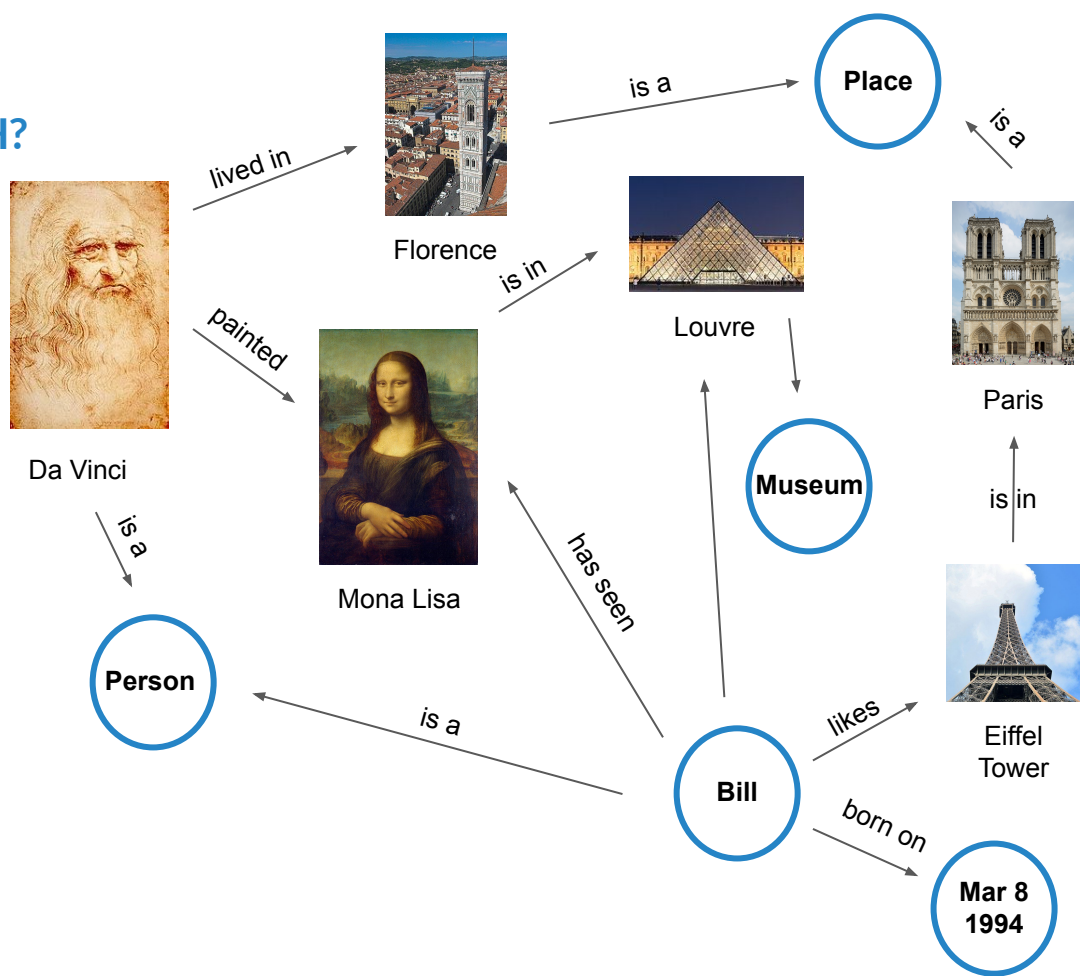 is a
Place
is a
lived in
Florence
is in
Louvre
Paris
painted
Da Vinci
Museum
is in
is a
Mona Lisa
has seen
Person
is a
likes
Eiffel
Tower
Bill
born on
Mar 8
1994